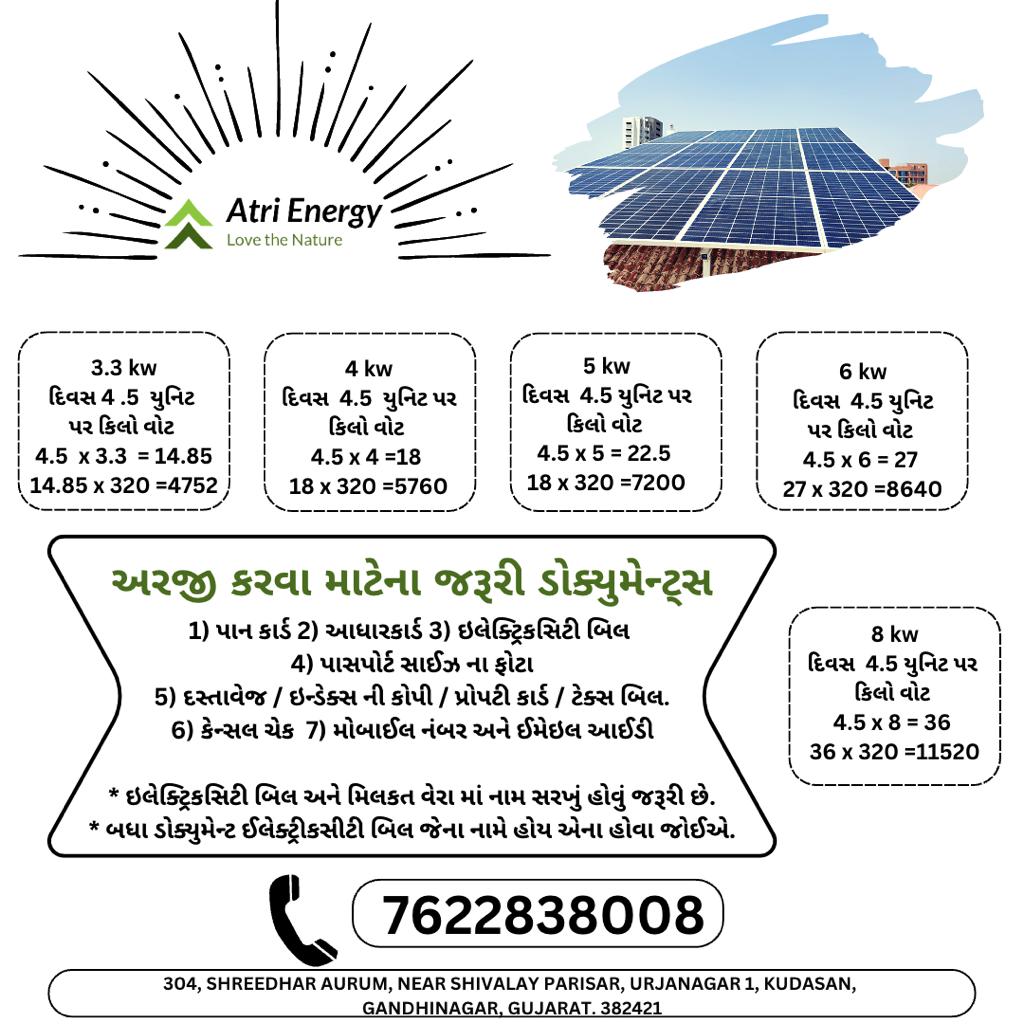 Atri Energy
Love the Nature
3.3 kw
દિવસ 4 .5 યુનિટ
પર કિલો વોટ
4.5 x 3.3 = 14.85
14.85 x 320 =4752
4 kw
દિવસ 4.5 યુનિટ પર
કિલો વોટ
4.5 x 4 =18
18 x 320 =5760
5 kw
દિવસ 4.5 યુનિટ પર
કિલો વોટ
4.5 x 5 = 22.5
18 x 320 =7200
6 kw
દિવસ 4.5 યુનિટ
પર કિલો વોટ
4.5 x 6 = 27
27 x 320 =8640
અરજી કરવા માટેના જરૂરી ડોક્યુમેન્ટ્સ
1) પાન કાર્ડ 2) આધારકાર્ડ 3) ઇલેક્ટ્રિકસિટી બિલ
4) પાસપોર્ટ સાઈઝ ના ફોટા
5) દસ્તાવેજ / ઇન્ડેક્સ ની કોપી / પ્રોપટી કાર્ડ / ટેક્સ બિલ.
6) કેન્સલ ચેક 7) મોબાઈલ નંબર અને ઈમેઇલ આઈડી
* ઇલેક્ટ્રિકસિટી બિલ અને મિલકત વેરા માં નામ સરખું હોવું જરૂરી છે.
* બધા ડોક્યુમેન્ટ ઈલેક્ટ્રીકસીટી બિલ જેના નામે હોય એના હોવા જોઈએ.
8 kw
દિવસ 4.5 યુનિટ પર
કિલો વોટ
4.5 x 8 = 36
36 x 320 =11520
7622838008
304, SHREEDHAR AURUM, NEAR SHIVALAY PARISAR, URJANAGAR 1, KUDASAN,
GANDHINAGAR, GUJARAT. 382421